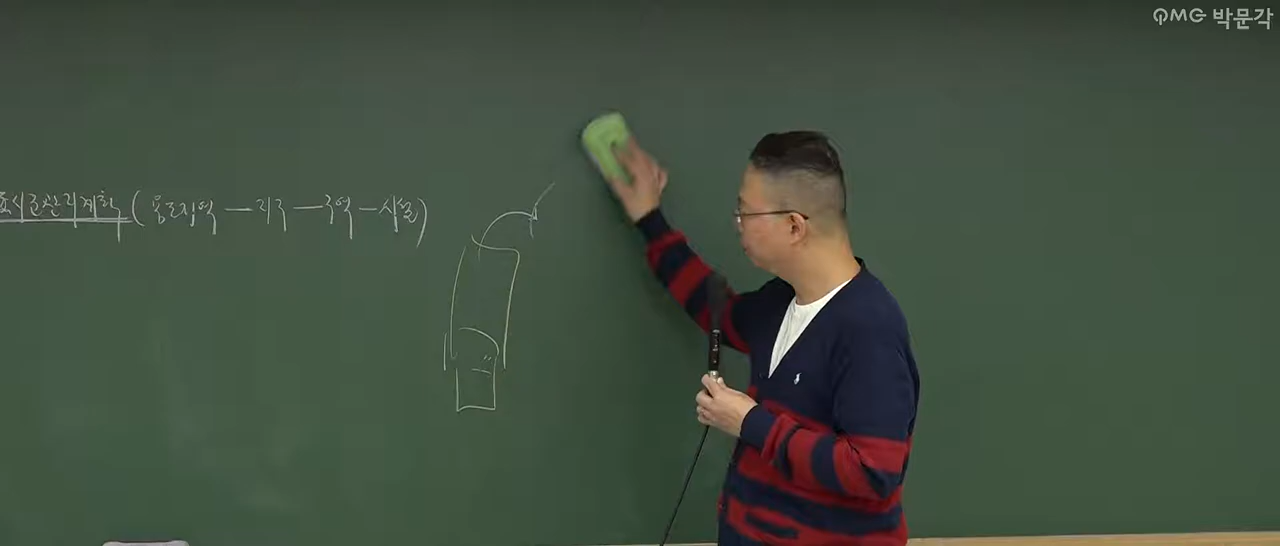 PMG 박문각
도시군관리계획 (용도지역 — 지구 — 구역 — 시설)